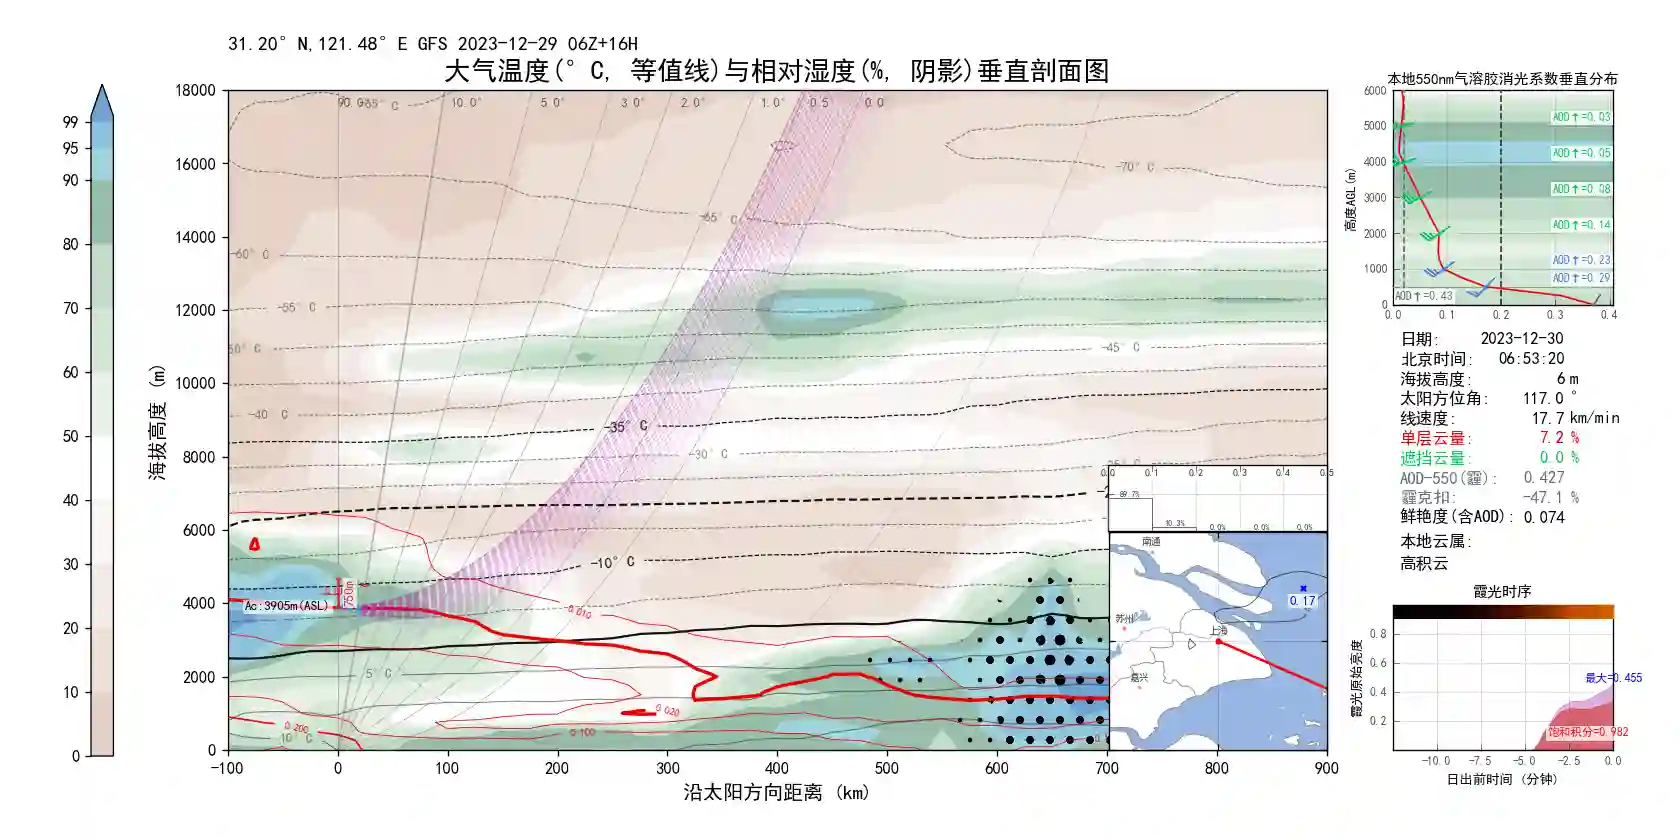 31.20° N,121.48° E GFS 2023-12-29 06Z+16H
大气温度(° C, 等值线)与相对湿度(%, 阴影)垂直剖面图
99
95
90
80
70
60
50
40
30
20
10
0
海拔高度 (m)
18000
16000
14000
12000
10000
8000
6000
4000
2000
0
-100 0 100 200 300 400 500 600 700 800 900
沿太阳方向距离 (km)
90.0° 10.0° 5.0° 3.0° 2.0° 1.0° 0.5 0.0
-65° C
-70° C
-65° C
-60° C
-55° C
50° C
-45° C
-40 C
-35° C
-30° C
-10° C
5° C
10° C
Ac:3905m(ASL)
750m
0.010
0.020
0.100
0.200
0.0 0.1 0.2 0.3 0.4 0.5
89.7%
10.3%
0.0%
0.0%
0.0%
南通
苏州
上海
嘉兴
0.17
本地550nm气溶胶消光系数垂直分布
高度AGL(m)
6000
5000
4000
3000
2000
1000
0
AOD↑=0.03
AOD↑=0.05
AOD↑=0.08
AOD↑=0.14
AOD↑=0.23
AOD↑=0.29
AOD↑=0.43
0.0 0.1 0.2 0.3 0.4
日期: 2023-12-30
北京时间: 06:53:20
海拔高度: 6 m
太阳方位角: 117.0 °
线速度: 17.7 km/min
单层云量: 7.2 %
遮挡云量: 0.0 %
AOD-550(霾): 0.427
霾克扣: -47.1 %
鲜艳度(含AOD): 0.074
本地云属:
高积云
霞光时序
霞光原始亮度
0.8
0.6
0.4
0.2
最大=0.455
饱和积分=0.982
-10.0 -7.5 -5.0 -2.5 0.0
日出前时间 (分钟)